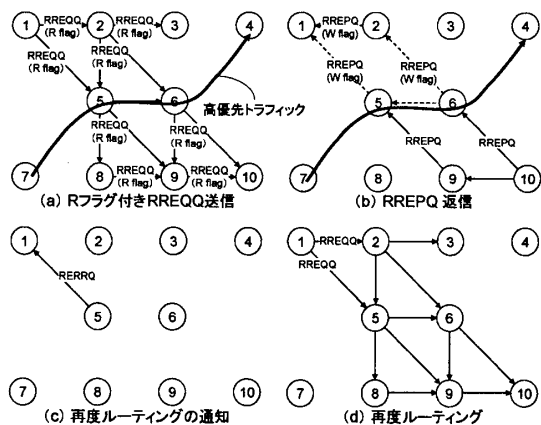 1 RREQQ (R flag) 2 RREQQ (R flag) 3 4
RREQQ (R flag) RREQQ (R flag) RREQQ (R flag)
5 6 高優先トラフィック
RREQQ (R flag) RREQQ (R flag) RREQQ (R flag)
7 8 RREQQ (R flag) 9 RREQQ (R flag) 10
(a) Rフラグ付きRREQQ送信
1 RREPQ (W flag) 2 3 4
RREPQ (W flag) RREPQ (W flag)
5 6
RREPQ RREPQ
7 8 9 10
(b) RREPQ 返信
1 2 3 4
RERRQ
5 6
7 8 9 10
(c) 再度ルーティングの通知
1 RREQQ 2 3 4
RREQQ
5 6
7 8 9 10
(d) 再度ルーティング